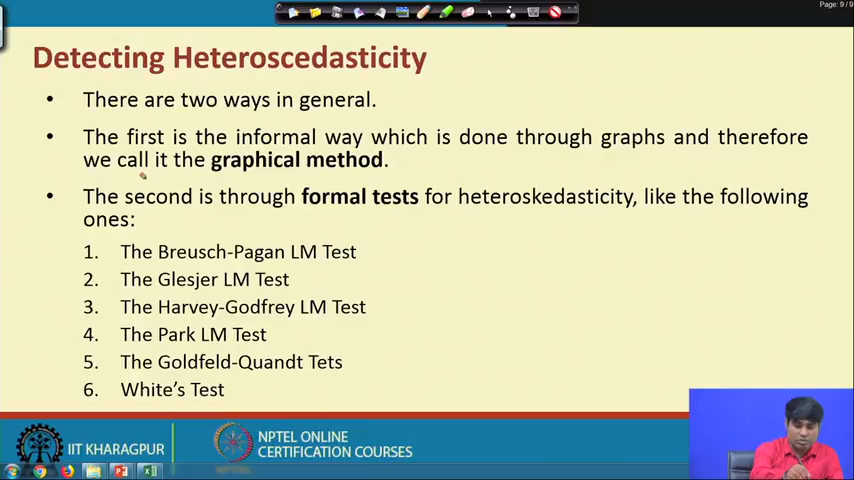 Page: 9 / 9
Detecting Heteroscedasticity
• There are two ways in general.
• The first is the informal way which is done through graphs and therefore
we call it the graphical method.
• The second is through formal tests for heteroskedasticity, like the following
ones:
1. The Breusch-Pagan LM Test
2. The Glesjer LM Test
3. The Harvey-Godfrey LM Test
4. The Park LM Test
5. The Goldfeld-Quandt Tets
6. White's Test
IIT KHARAGPUR
NPTEL ONLINE
CERTIFICATION COURSES